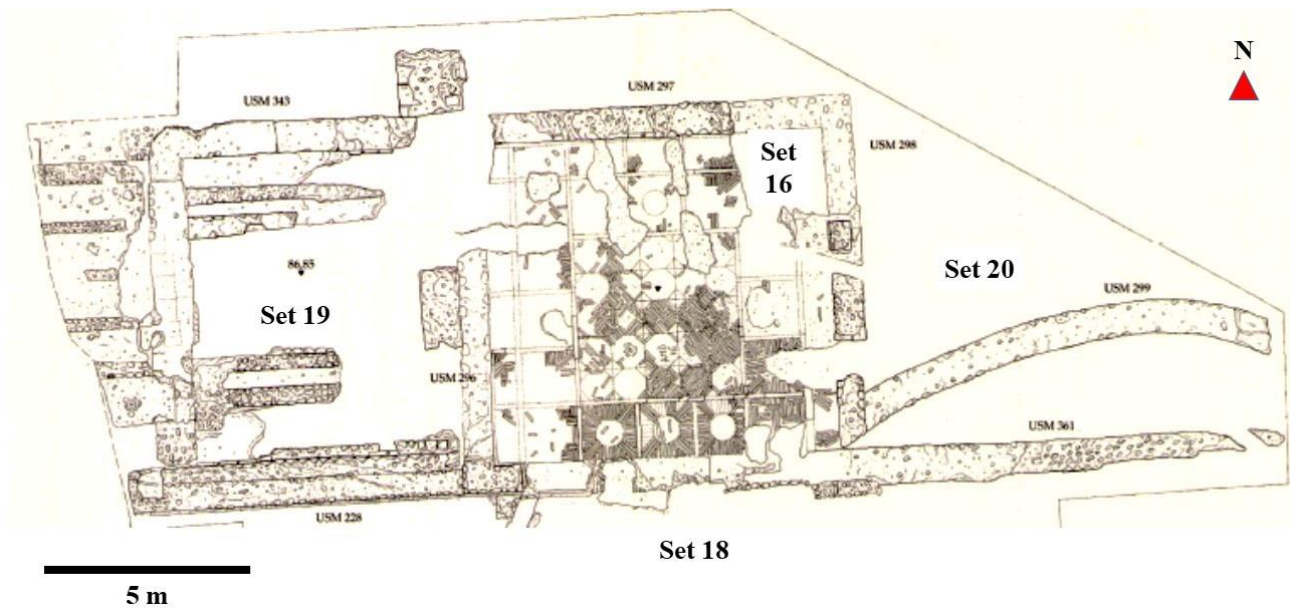 N
USM 343
USM 297
USM 298
Set
16
Set 20
86,85
Set 19
USM 299
USM 296
USM 361
USM 228
Set 18
5 m